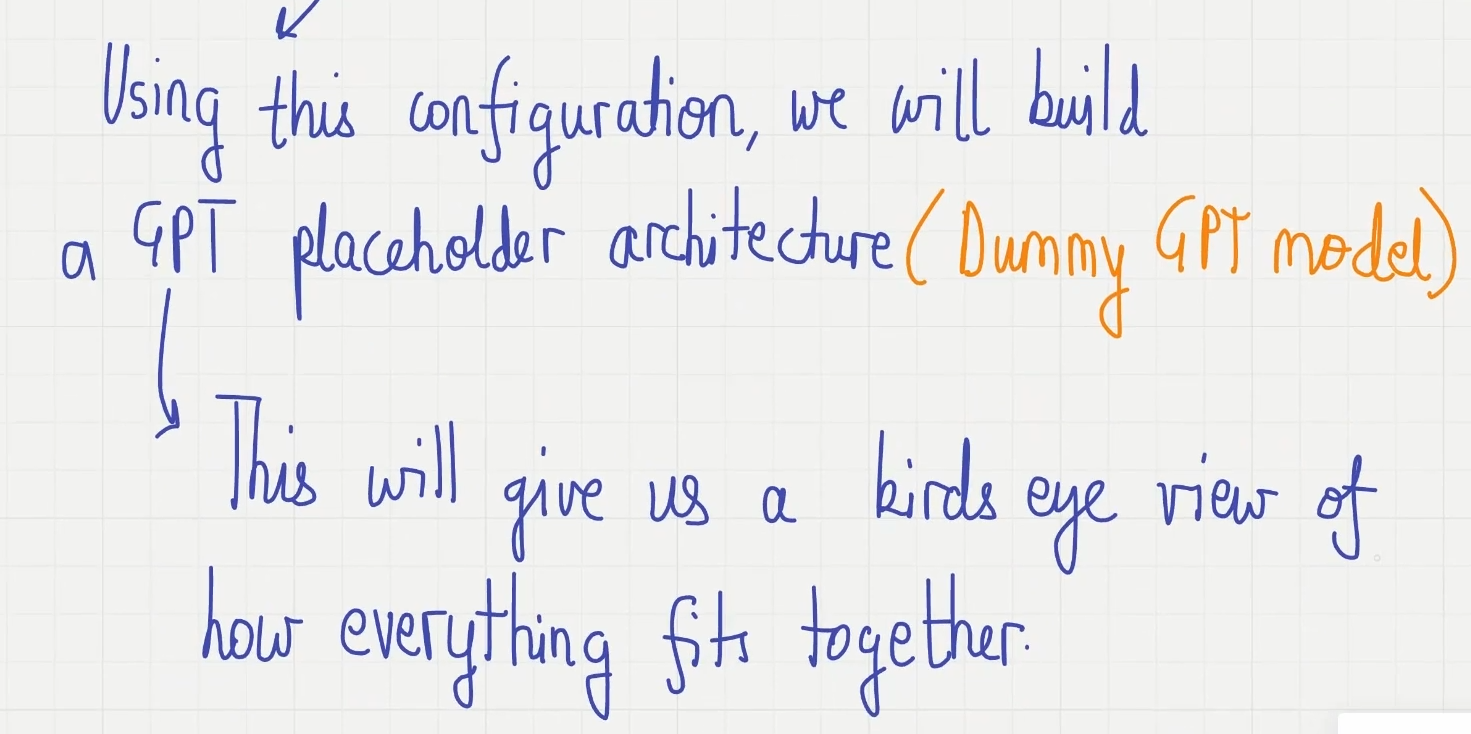 Using this configuration, we will build
a GPT placeholder architecture (Dummy GPT model)
This will give us a birds eye view of
how everything fits together.